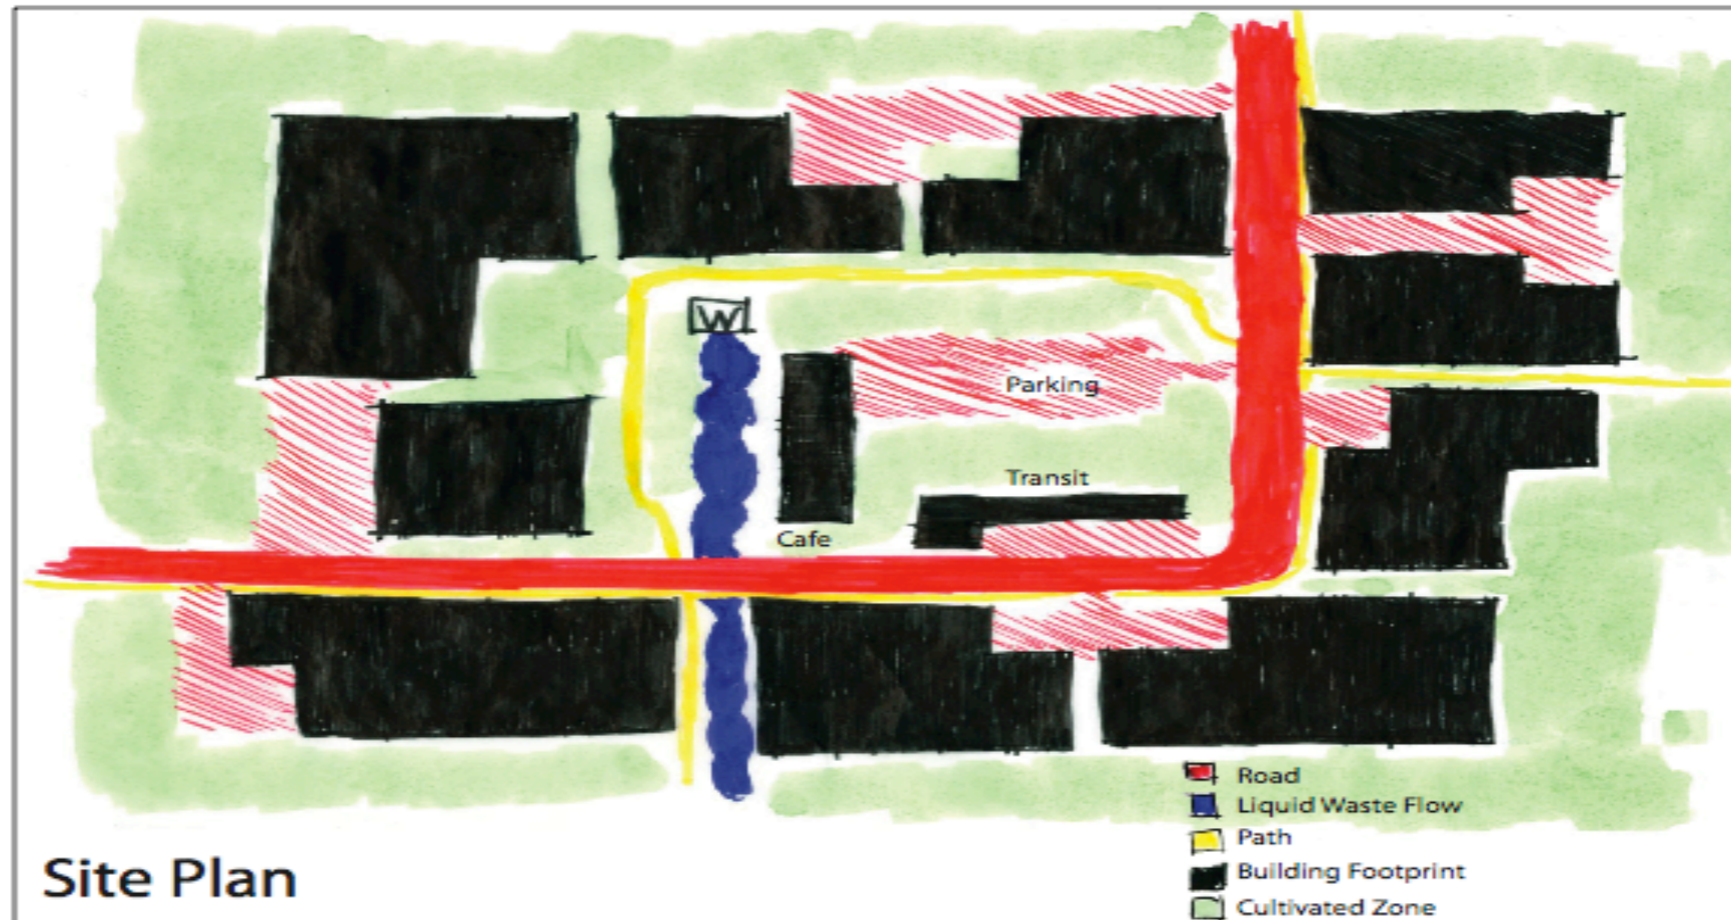 W
Parking
Transit
Cafe
Road
Liquid Waste Flow
Path
Building Footprint
Cultivated Zone
Site Plan